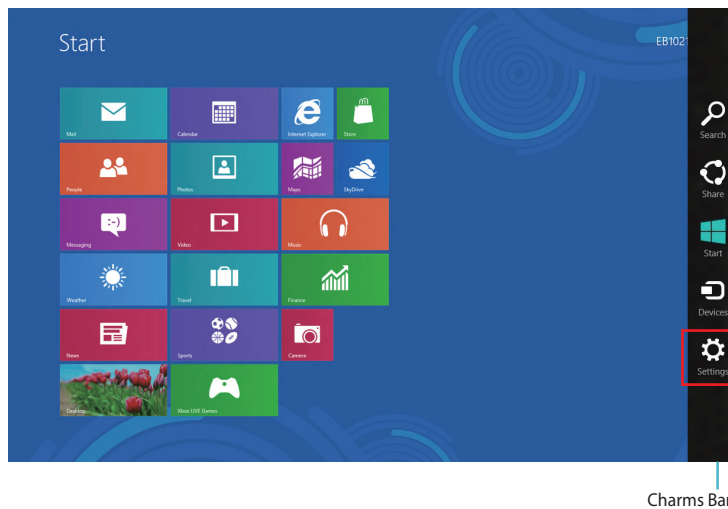 Start
EB1021
Mail
Calendar
Internet Explorer
Store
People
Photos
Maps
SkyDrive
Messaging
Video
Music
Weather
Travel
Finance
News
Sports
Camera
Desktop
Xbox LIVE Games
Search
Share
Start
Devices
Settings
Charms Bar